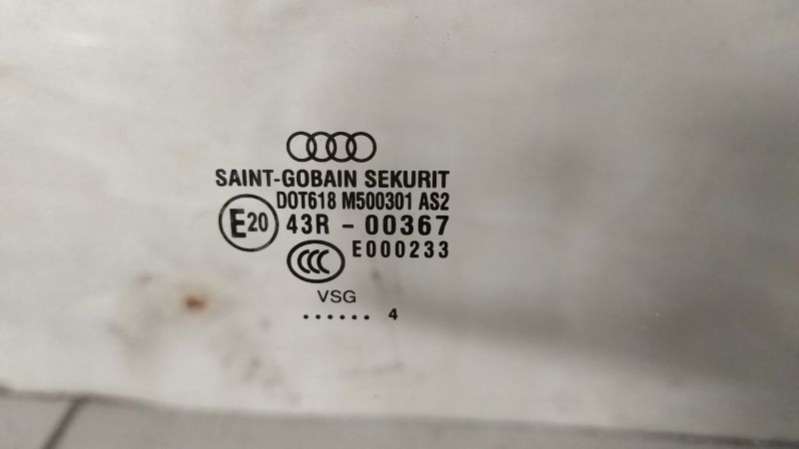 SAINT-GOBAIN SEKURIT
DOT618 M500301 AS2
E20 43R - 00367
E000233
CCC
VSG
...... 4